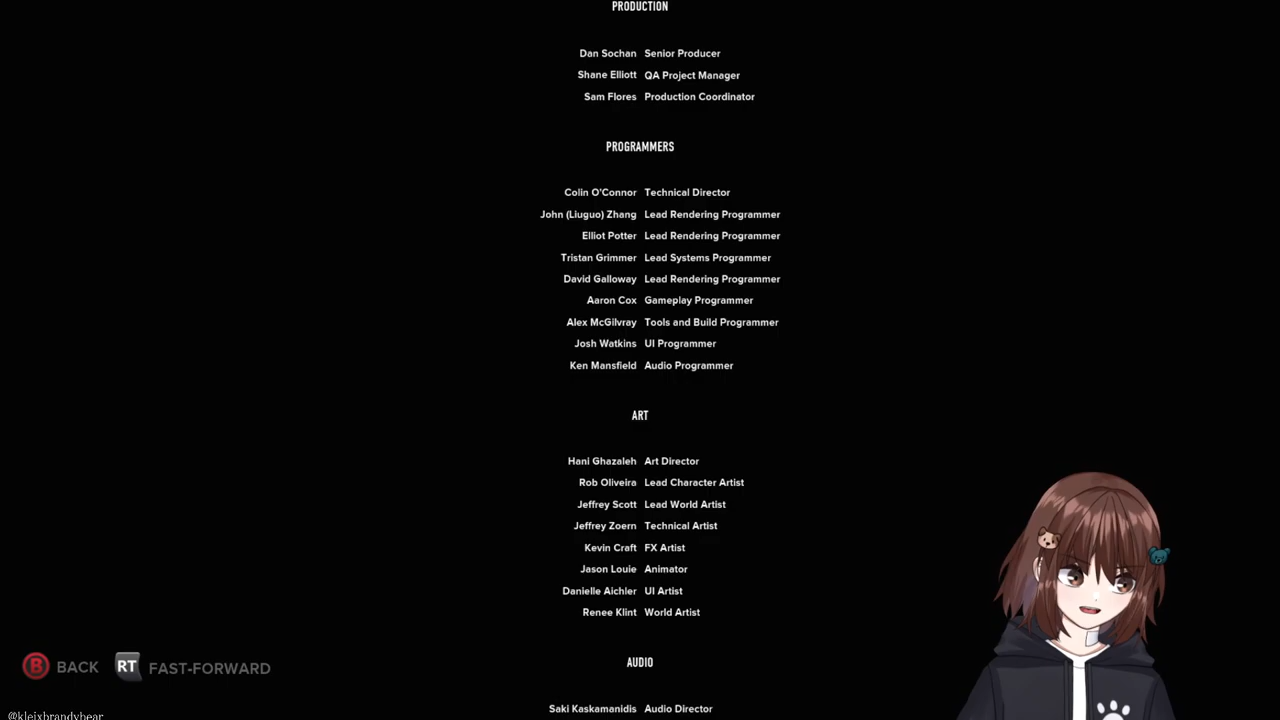 PRODUCTION
Dan Sochan Senior Producer
Shane Elliott QA Project Manager
Sam Flores Production Coordinator
PROGRAMMERS
Colin O'Connor Technical Director
John (Liuguo) Zhang Lead Rendering Programmer
Elliot Potter Lead Rendering Programmer
Tristan Grimmer Lead Systems Programmer
David Galloway Lead Rendering Programmer
Aaron Cox Gameplay Programmer
Alex McGilvray Tools and Build Programmer
Josh Watkins UI Programmer
Ken Mansfield Audio Programmer
ART
Hani Ghazaleh Art Director
Rob Oliveira Lead Character Artist
Jeffrey Scott Lead World Artist
Jeffrey Zoern Technical Artist
Kevin Craft FX Artist
Jason Louie Animator
Danielle Aichler UI Artist
Renee Klint World Artist
AUDIO
Saki Kaskamanidis Audio Director
B BACK RT FAST-FORWARD
@kleixbrandybear